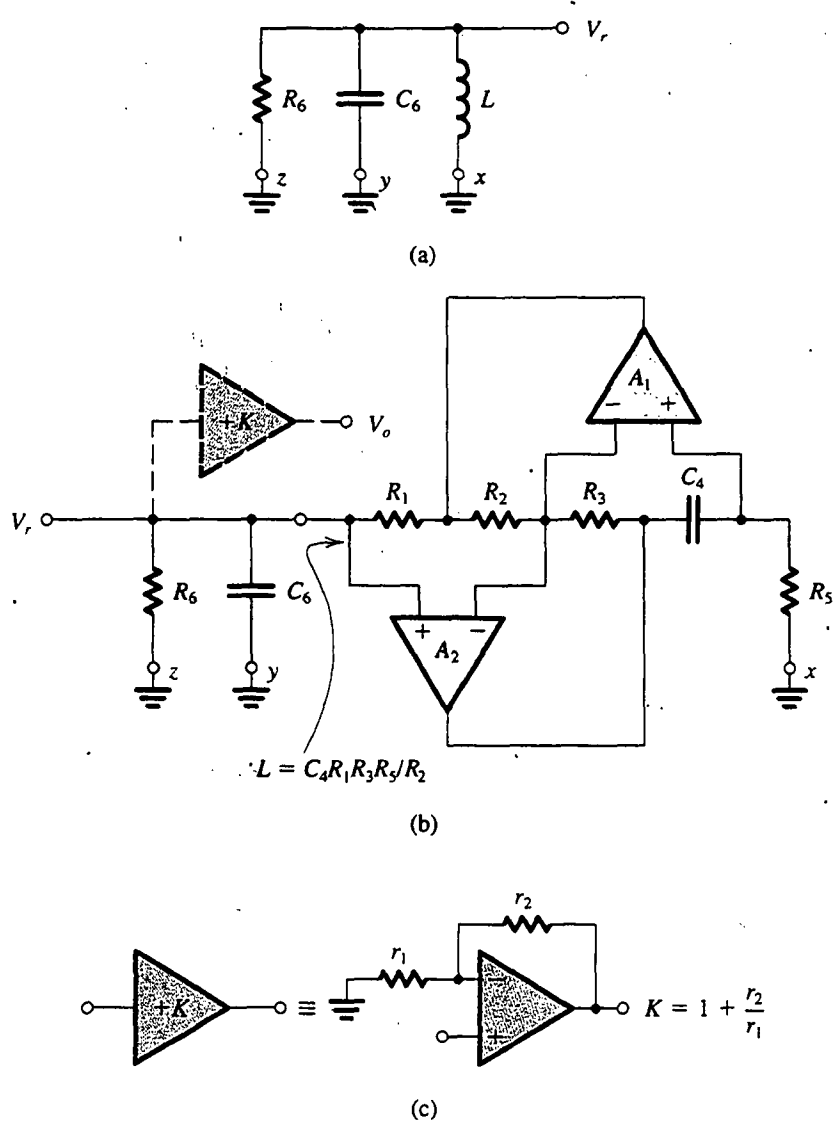 V_r
R_6
C_6
L
z
y
x
(a)
A_1
− +
+K
V_o
C_4
R_1
R_2
R_3
V_r
R_6
C_6
R_5
+ −
A_2
z
y
x
L = C_4R_1R_3R_5/R_2
(b)
r_2
r_1
+K
≡
−
+
K = 1 + r_2/r_1
(c)